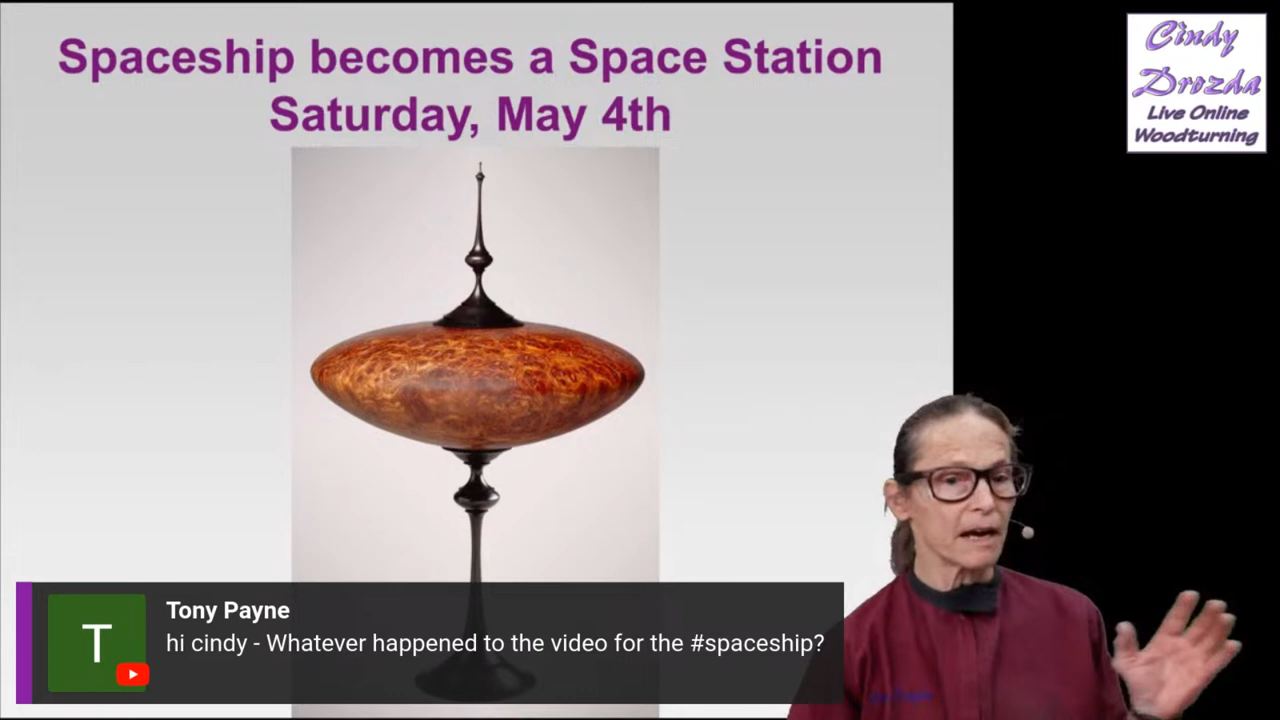 Spaceship becomes a Space Station
Saturday, May 4th
Cindy
Drozda
Live Online
Woodturning
T
Tony Payne
hi cindy - Whatever happened to the video for the #spaceship?